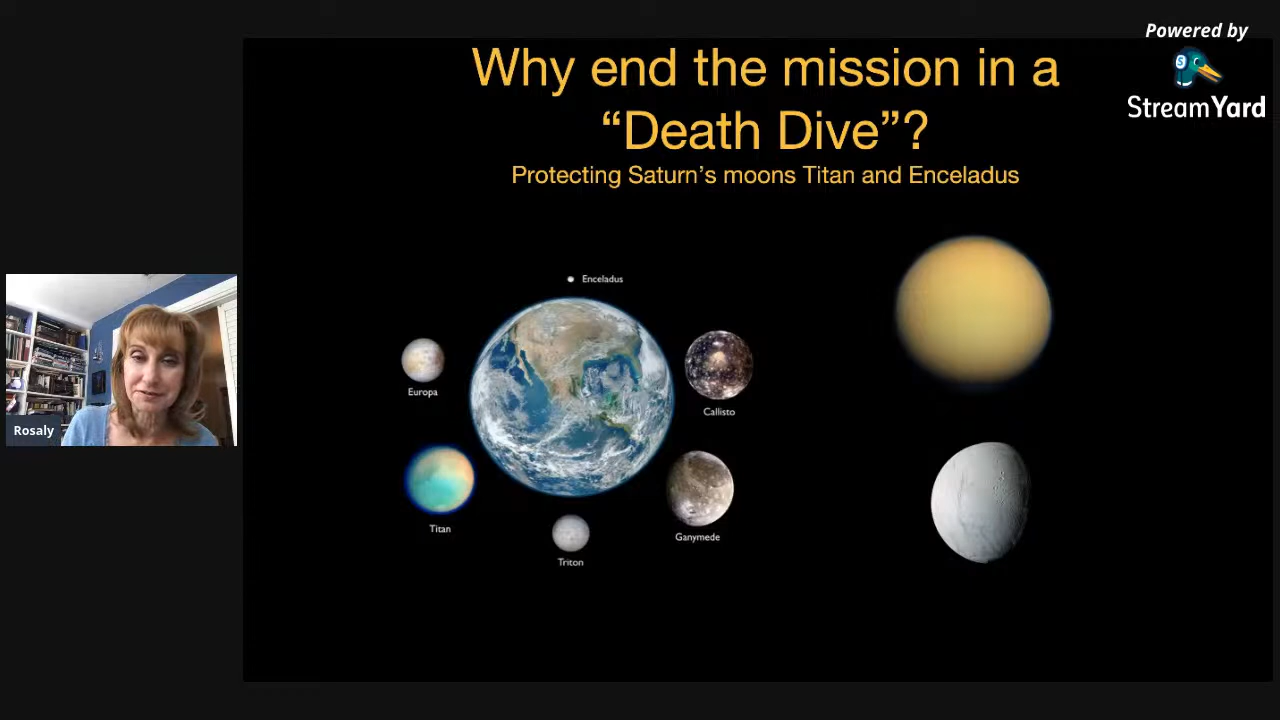 Powered by
StreamYard
Why end the mission in a
“Death Dive”?
Protecting Saturn’s moons Titan and Enceladus
Enceladus
Europa
Callisto
Titan
Ganymede
Triton
Rosaly